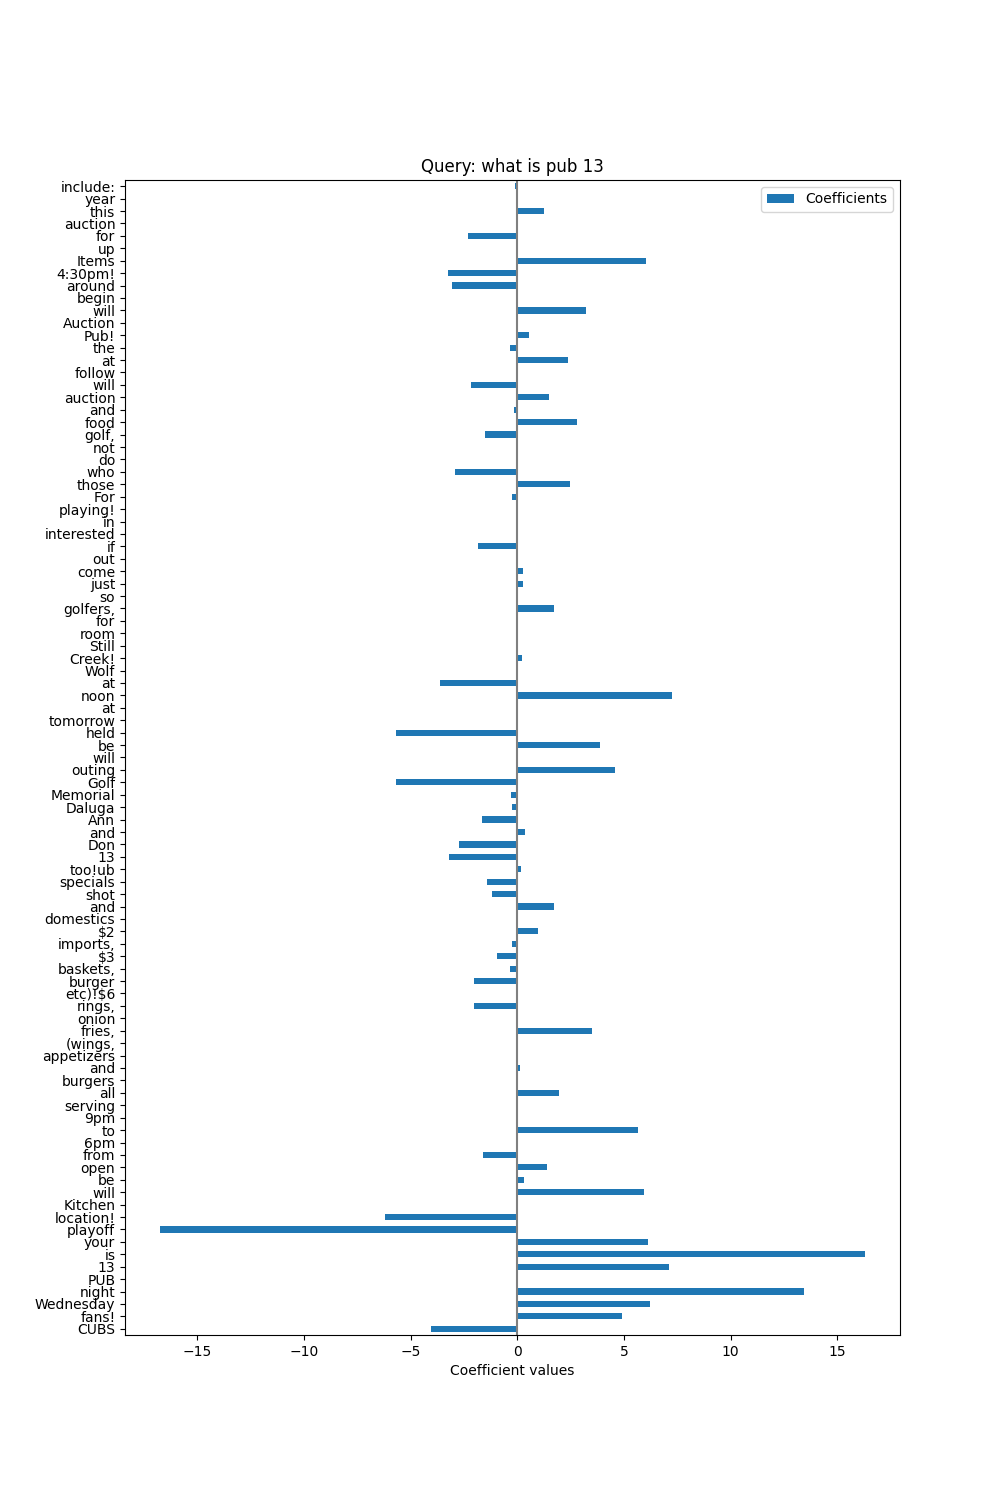 Query: what is pub 13
Coefficients
include:
year
this
auction
for
up
Items
4:30pm!
around
begin
will
Auction
Pub!
the
at
follow
will
auction
and
food
golf,
not
do
who
those
For
playing!
in
interested
if
out
come
just
so
golfers,
for
room
Still
Creek!
Wolf
at
noon
at
tomorrow
held
be
will
outing
Golf
Memorial
Daluga
Ann
and
Don
13
too!ub
specials
shot
and
domestics
$2
imports,
$3
baskets,
burger
etc)!$6
rings,
onion
fries,
(wings,
appetizers
and
burgers
all
serving
9pm
to
6pm
from
open
be
will
Kitchen
location!
playoff
your
is
13
PUB
night
Wednesday
fans!
CUBS
−15 −10 −5 0 5 10 15
Coefficient values